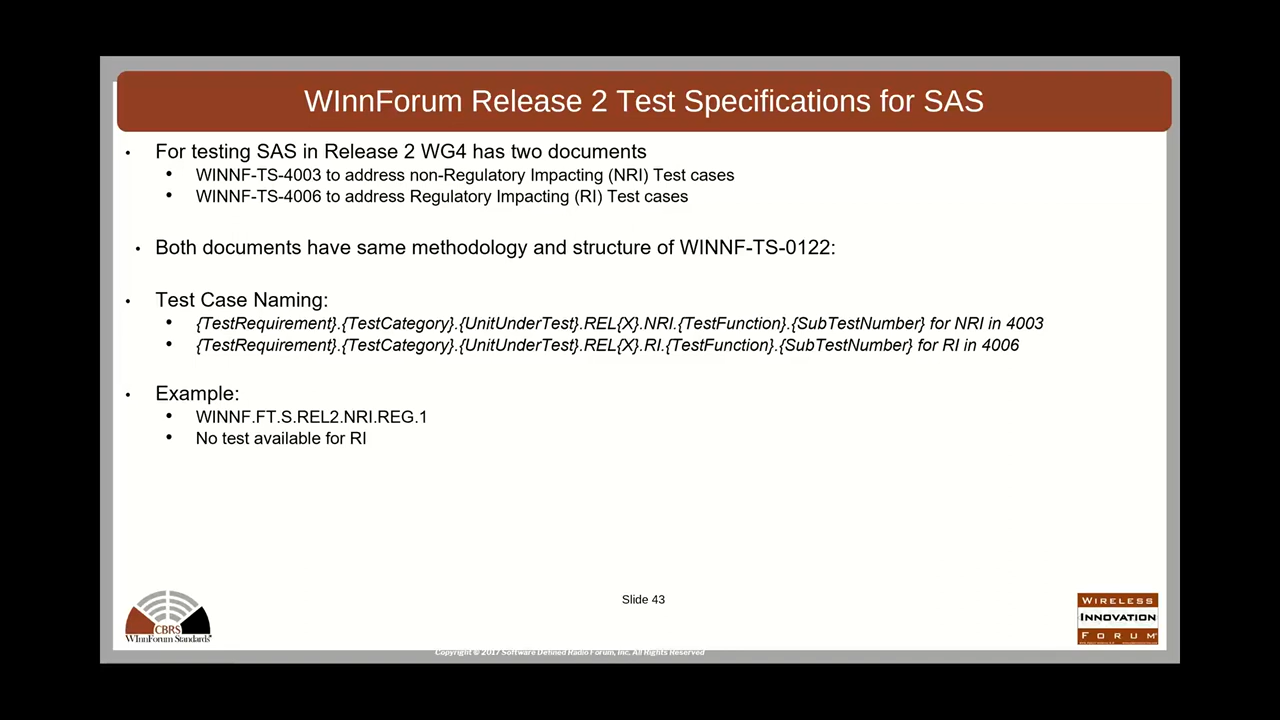 WInnForum Release 2 Test Specifications for SAS
• For testing SAS in Release 2 WG4 has two documents
• WINNF-TS-4003 to address non-Regulatory Impacting (NRI) Test cases
• WINNF-TS-4006 to address Regulatory Impacting (RI) Test cases
• Both documents have same methodology and structure of WINNF-TS-0122:
• Test Case Naming:
• {TestRequirement}.{TestCategory}.{UnitUnderTest}.REL{X}.NRI.{TestFunction}.{SubTestNumber} for NRI in 4003
• {TestRequirement}.{TestCategory}.{UnitUnderTest}.REL{X}.RI.{TestFunction}.{SubTestNumber} for RI in 4006
• Example:
• WINNF.FT.S.REL2.NRI.REG.1
• No test available for RI
CBRS
WInnForum Standards
Slide 43
WIRELESS
INNOVATION
FORUM
Copyright © 2017 Software Defined Radio Forum, Inc. All Rights Reserved